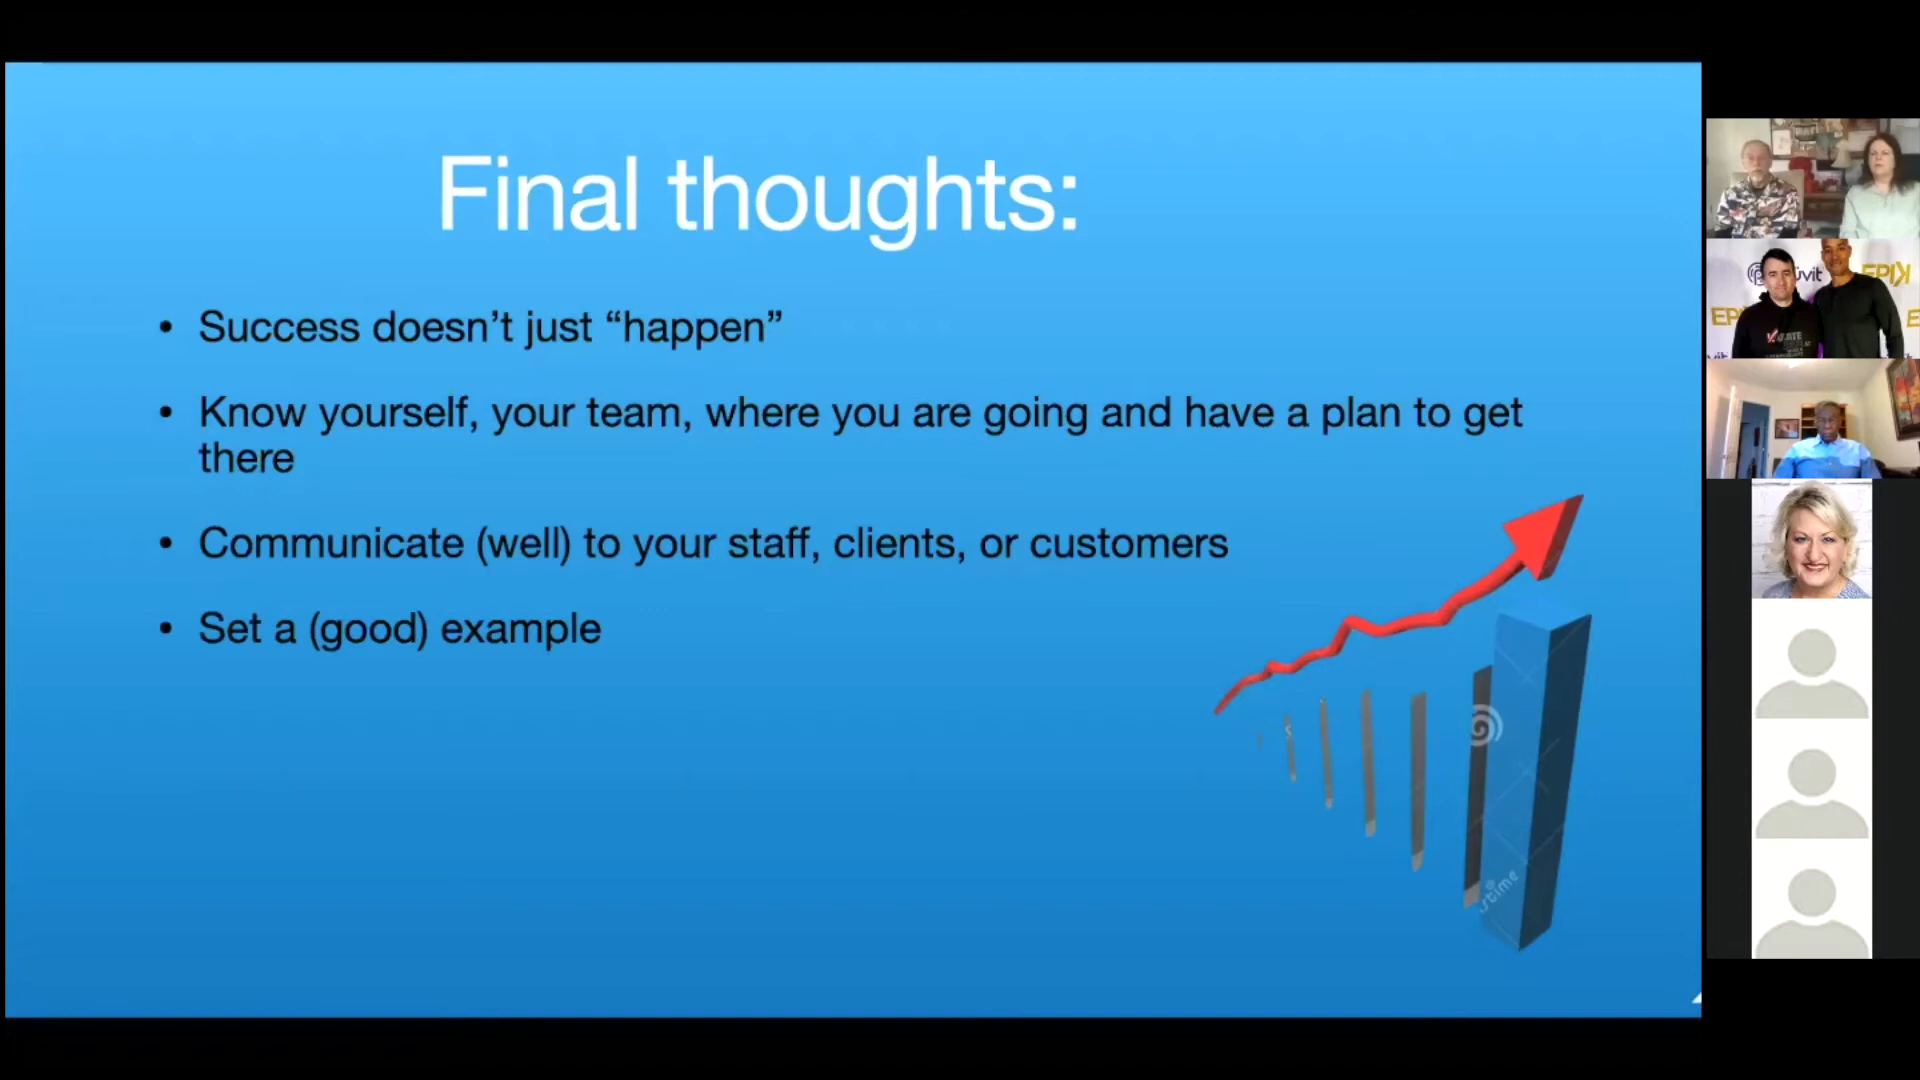 Final thoughts:
• Success doesn’t just “happen”
• Know yourself, your team, where you are going and have a plan to get
there
• Communicate (well) to your staff, clients, or customers
• Set a (good) example
EPIK